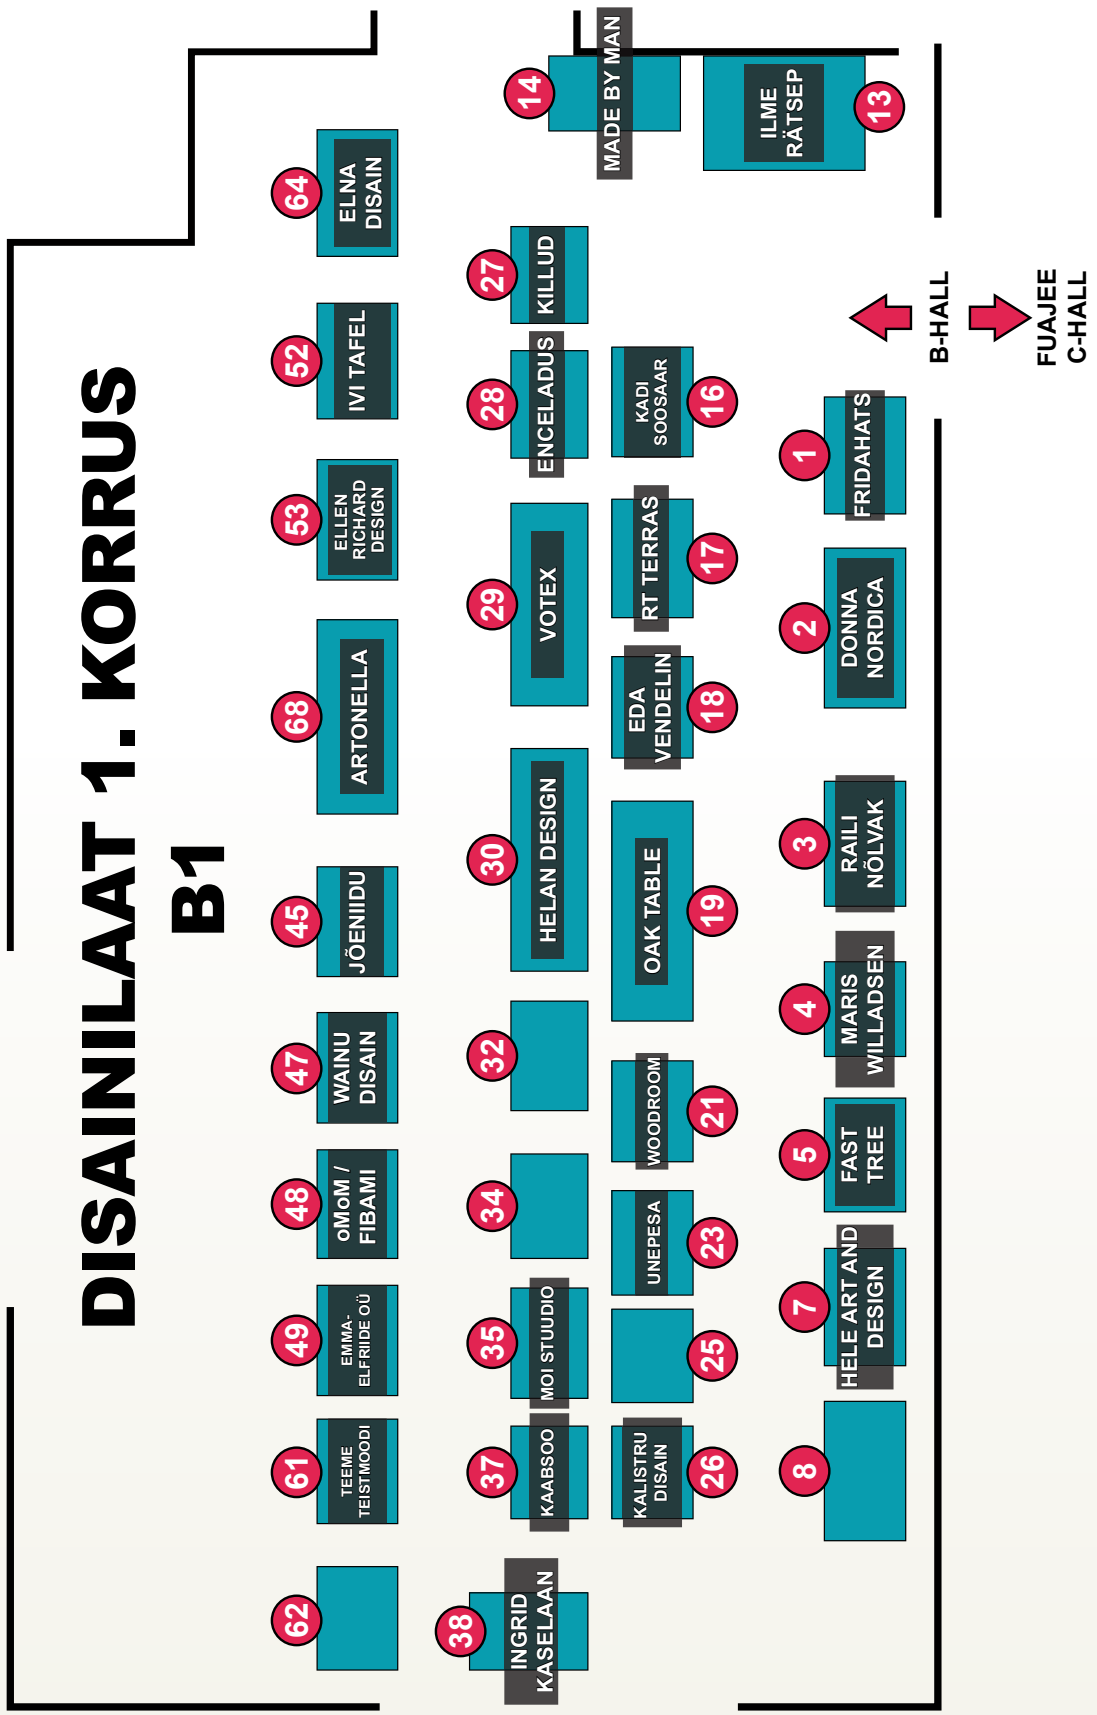 DISAINILAAT 1. KORRUS
B1
62
61
TEEME
TEISTMOODI
49
EMMA-
ELFRIIDE OÜ
48
oMoM /
FIBAMI
47
WAINU
DISAIN
45
JÕENIIDU
68
ARTONELLA
53
ELLEN
RICHARD
DESIGN
52
IVI TAFEL
64
ELNA
DISAIN
38
INGRID
KASELAAN
37
KAABSOO
35
MOI STUUDIO
34
32
30
HELAN DESIGN
29
VOTEX
28
ENCELADUS
27
KILLUD
14
MADE BY MAN
KALISTRU
DISAIN
26
25
UNEPESA
23
WOODROOM
21
OAK TABLE
19
EDA
VENDELIN
18
RT TERRAS
17
KADI
SOOSAAR
16
ILME
RÄTSEP
13
8
7
HELE ART AND
DESIGN
5
FAST
TREE
4
MARIS
WILLADSEN
3
RAILI
NÕLVAK
2
DONNA
NORDICA
1
FRIDAHATS
B-HALL
FUAJEE
C-HALL